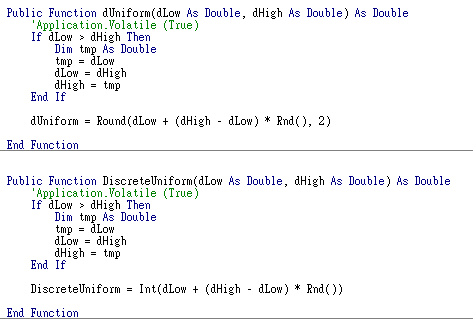 Public Function dUniform(dLow As Double, dHigh As Double) As Double
    'Application.Volatile (True)
    If dLow > dHigh Then
        Dim tmp As Double
        tmp = dLow
        dLow = dHigh
        dHigh = tmp
    End If
    dUniform = Round(dLow + (dHigh - dLow) * Rnd(), 2)
End Function
Public Function DiscreteUniform(dLow As Double, dHigh As Double) As Double
    'Application.Volatile (True)
    If dLow > dHigh Then
        Dim tmp As Double
        tmp = dLow
        dLow = dHigh
        dHigh = tmp
    End If
    DiscreteUniform = Int(dLow + (dHigh - dLow) * Rnd())
End Function